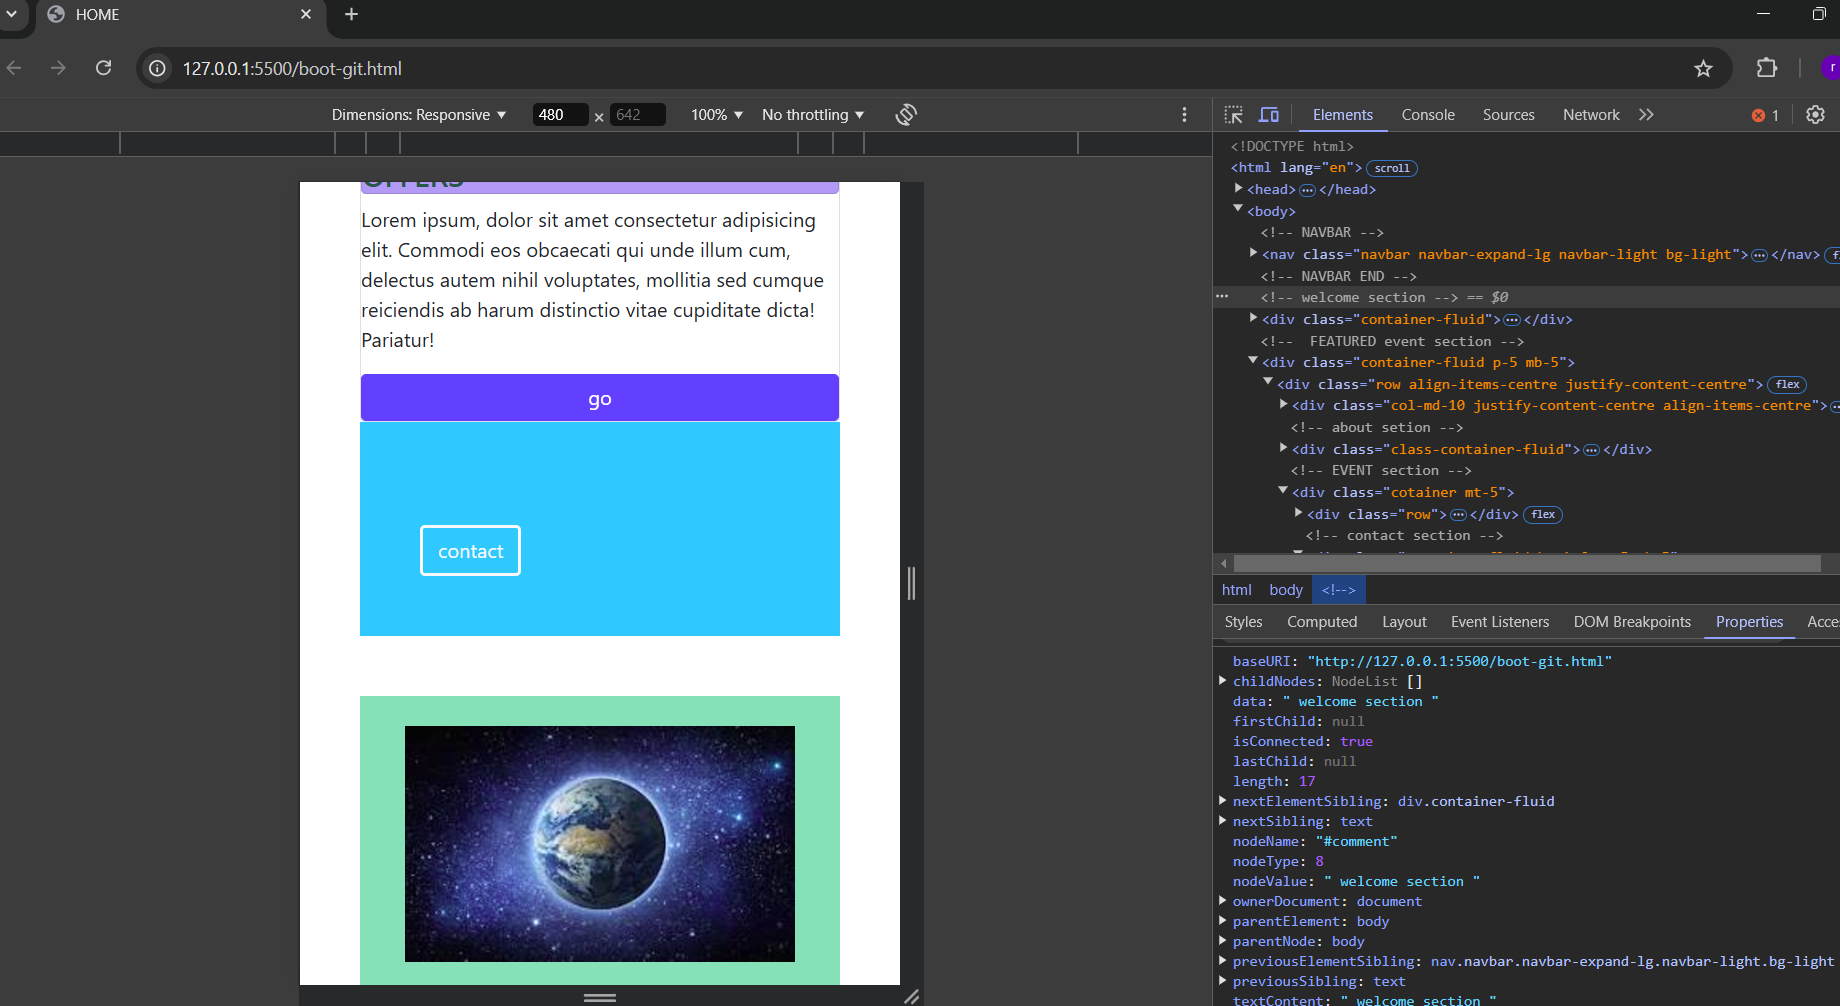 HOME
127.0.0.1:5500/boot-git.html
r
Dimensions: Responsive 480 × 642 100% No throttling
OFFERS
Lorem ipsum, dolor sit amet consectetur adipisicing
elit. Commodi eos obcaecati qui unde illum cum,
delectus autem nihil voluptates, mollitia sed cumque
reiciendis ab harum distinctio vitae cupiditate dicta!
Pariatur!
go
contact
Elements Console Sources Network 1
<!DOCTYPE html>
<html lang="en"> scroll
<head> ⋯ </head>
<body>
<!-- NAVBAR -->
<nav class="navbar navbar-expand-lg navbar-light bg-light"> ⋯ </nav>
<!-- NAVBAR END -->
<!-- welcome section --> == $0
<div class="container-fluid"> ⋯ </div>
<!--  FEATURED event section -->
<div class="container-fluid p-5 mb-5">
<div class="row align-items-centre justify-content-centre"> flex
<div class="col-md-10 justify-content-centre align-items-centre">
<!-- about setion -->
<div class="class-container-fluid"> ⋯ </div>
<!-- EVENT section -->
<div class="cotainer mt-5">
<div class="row"> ⋯ </div> flex
<!-- contact section -->
html body <!-->
Styles Computed Layout Event Listeners DOM Breakpoints Properties
baseURI: "http://127.0.0.1:5500/boot-git.html"
childNodes: NodeList []
data: " welcome section "
firstChild: null
isConnected: true
lastChild: null
length: 17
nextElementSibling: div.container-fluid
nextSibling: text
nodeName: "#comment"
nodeType: 8
nodeValue: " welcome section "
ownerDocument: document
parentElement: body
parentNode: body
previousElementSibling: nav.navbar.navbar-expand-lg.navbar-light.bg-light
previousSibling: text
textContent: " welcome section "